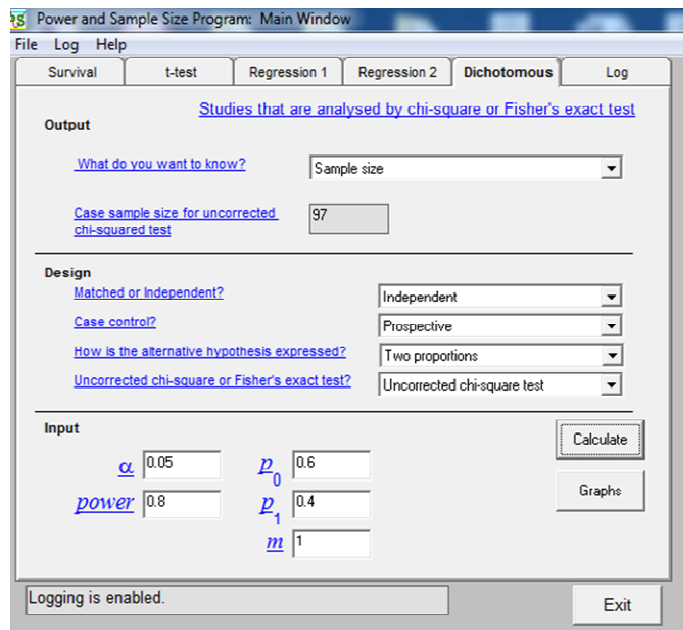 PS Power and Sample Size Program: Main Window
File Log Help
Survival t-test Regression 1 Regression 2 Dichotomous Log
Studies that are analysed by chi-square or Fisher's exact test
Output
What do you want to know? Sample size
Case sample size for uncorrected
chi-squared test 97
Design
Matched or Independent? Independent
Case control? Prospective
How is the alternative hypothesis expressed? Two proportions
Uncorrected chi-square or Fisher's exact test? Uncorrected chi-square test
Input
Calculate
α 0.05 p0 0.6
power 0.8 p1 0.4
Graphs
m 1
Logging is enabled. Exit